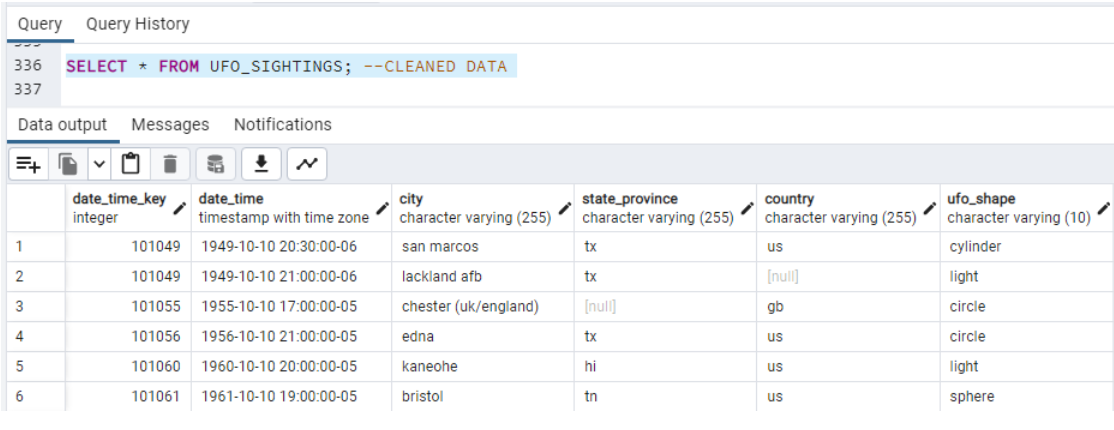 Query Query History
336 SELECT * FROM UFO_SIGHTINGS; --CLEANED DATA
337
Data output Messages Notifications
date_time_key date_time city state_province country ufo_shape
integer timestamp with time zone character varying (255) character varying (255) character varying (255) character varying (10)
1 101049 1949-10-10 20:30:00-06 san marcos tx us cylinder
2 101049 1949-10-10 21:00:00-06 lackland afb tx [null] light
3 101055 1955-10-10 17:00:00-05 chester (uk/england) [null] gb circle
4 101056 1956-10-10 21:00:00-05 edna tx us circle
5 101060 1960-10-10 20:00:00-05 kaneohe hi us light
6 101061 1961-10-10 19:00:00-05 bristol tn us sphere